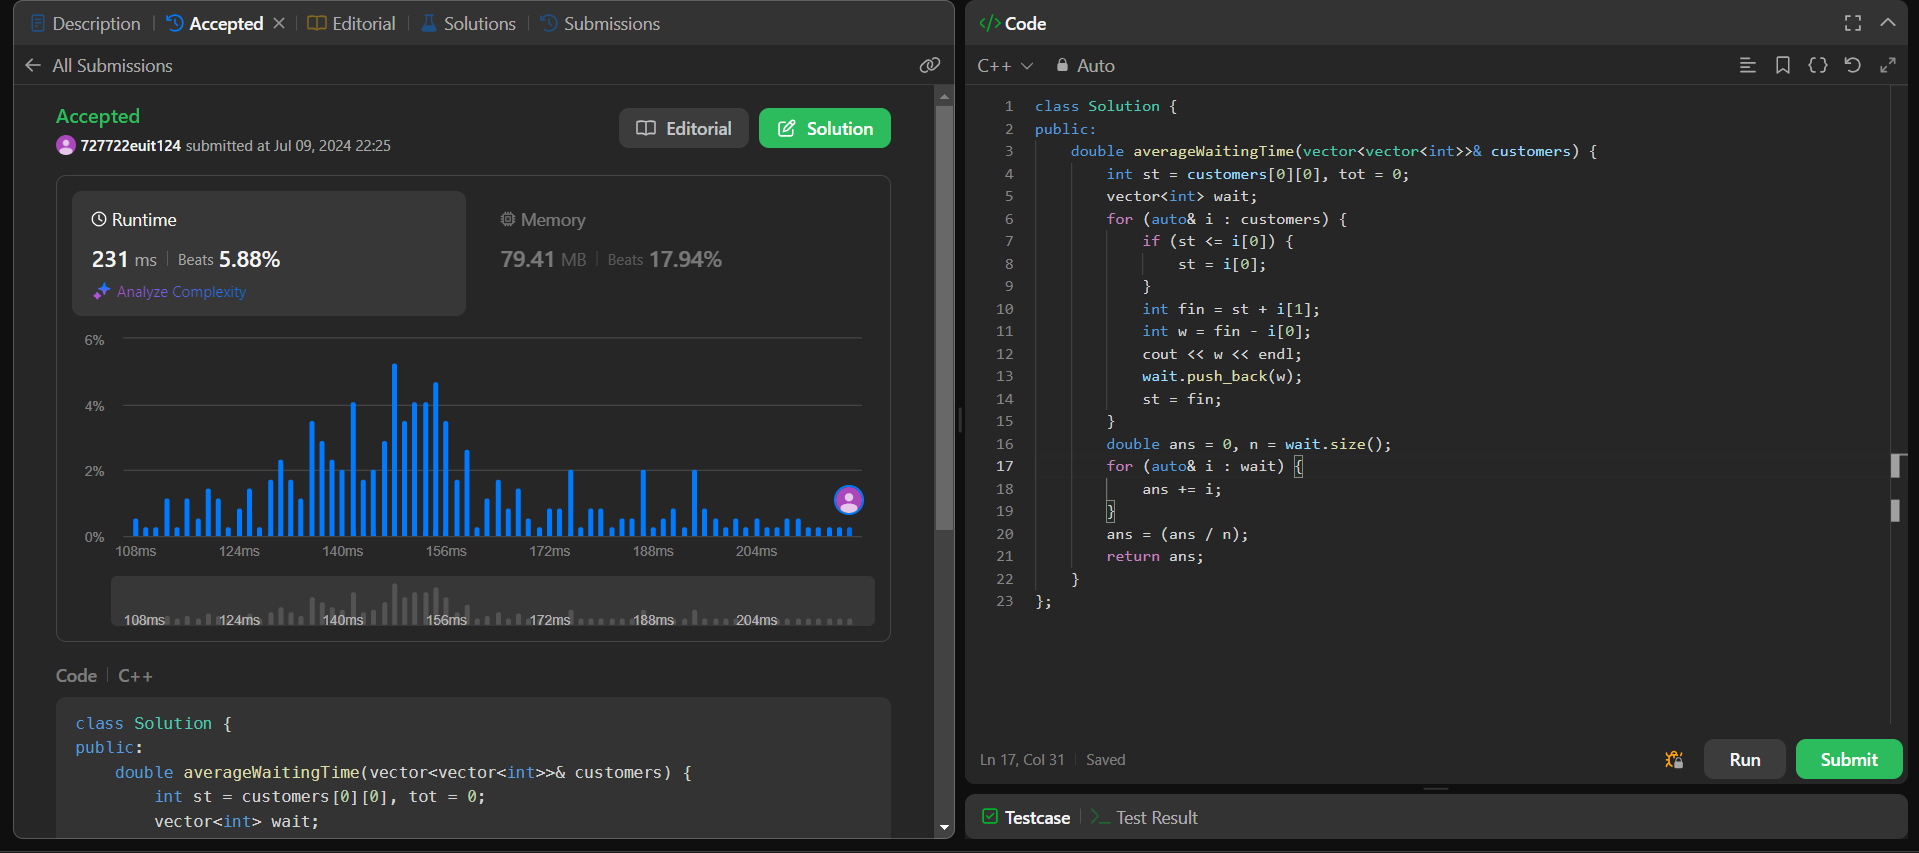 Description
Accepted
Editorial
Solutions
Submissions
All Submissions
Accepted
727722euit124 submitted at Jul 09, 2024 22:25
Editorial
Solution
Runtime
231 ms Beats 5.88%
Analyze Complexity
Memory
79.41 MB Beats 17.94%
6%
4%
2%
0%
108ms 124ms 140ms 156ms 172ms 188ms 204ms
108ms 124ms 140ms 156ms 172ms 188ms 204ms
Code C++
class Solution {
public:
    double averageWaitingTime(vector<vector<int>>& customers) {
        int st = customers[0][0], tot = 0;
        vector<int> wait;
</> Code
C++ Auto
1 class Solution {
2 public:
3     double averageWaitingTime(vector<vector<int>>& customers) {
4         int st = customers[0][0], tot = 0;
5         vector<int> wait;
6         for (auto& i : customers) {
7             if (st <= i[0]) {
8                 st = i[0];
9             }
10             int fin = st + i[1];
11             int w = fin - i[0];
12             cout << w << endl;
13             wait.push_back(w);
14             st = fin;
15         }
16         double ans = 0, n = wait.size();
17         for (auto& i : wait) {
18             ans += i;
19         }
20         ans = (ans / n);
21         return ans;
22     }
23 };
Ln 17, Col 31 Saved
Run
Submit
Testcase
Test Result